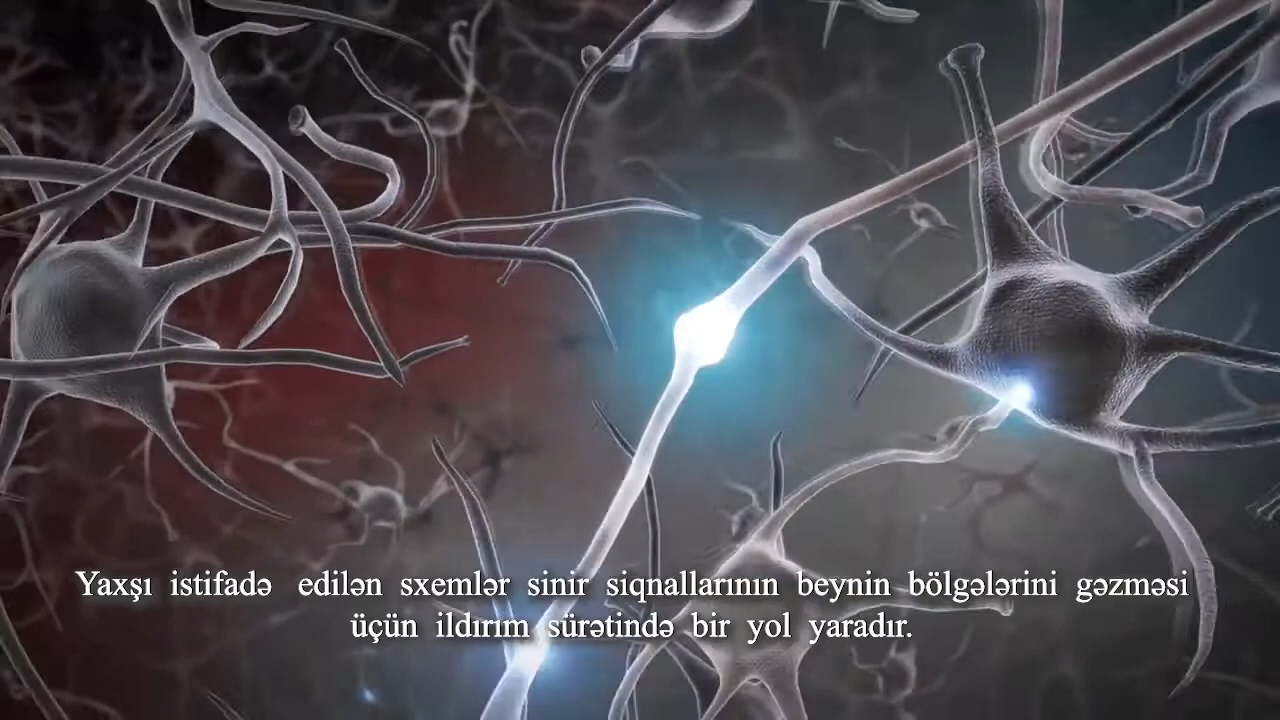 Yaxşı istifadə edilən sxemlər sinir siqnallarının beynin bölgələrini gəzməsi
üçün ildırım sürətində bir yol yaradır.